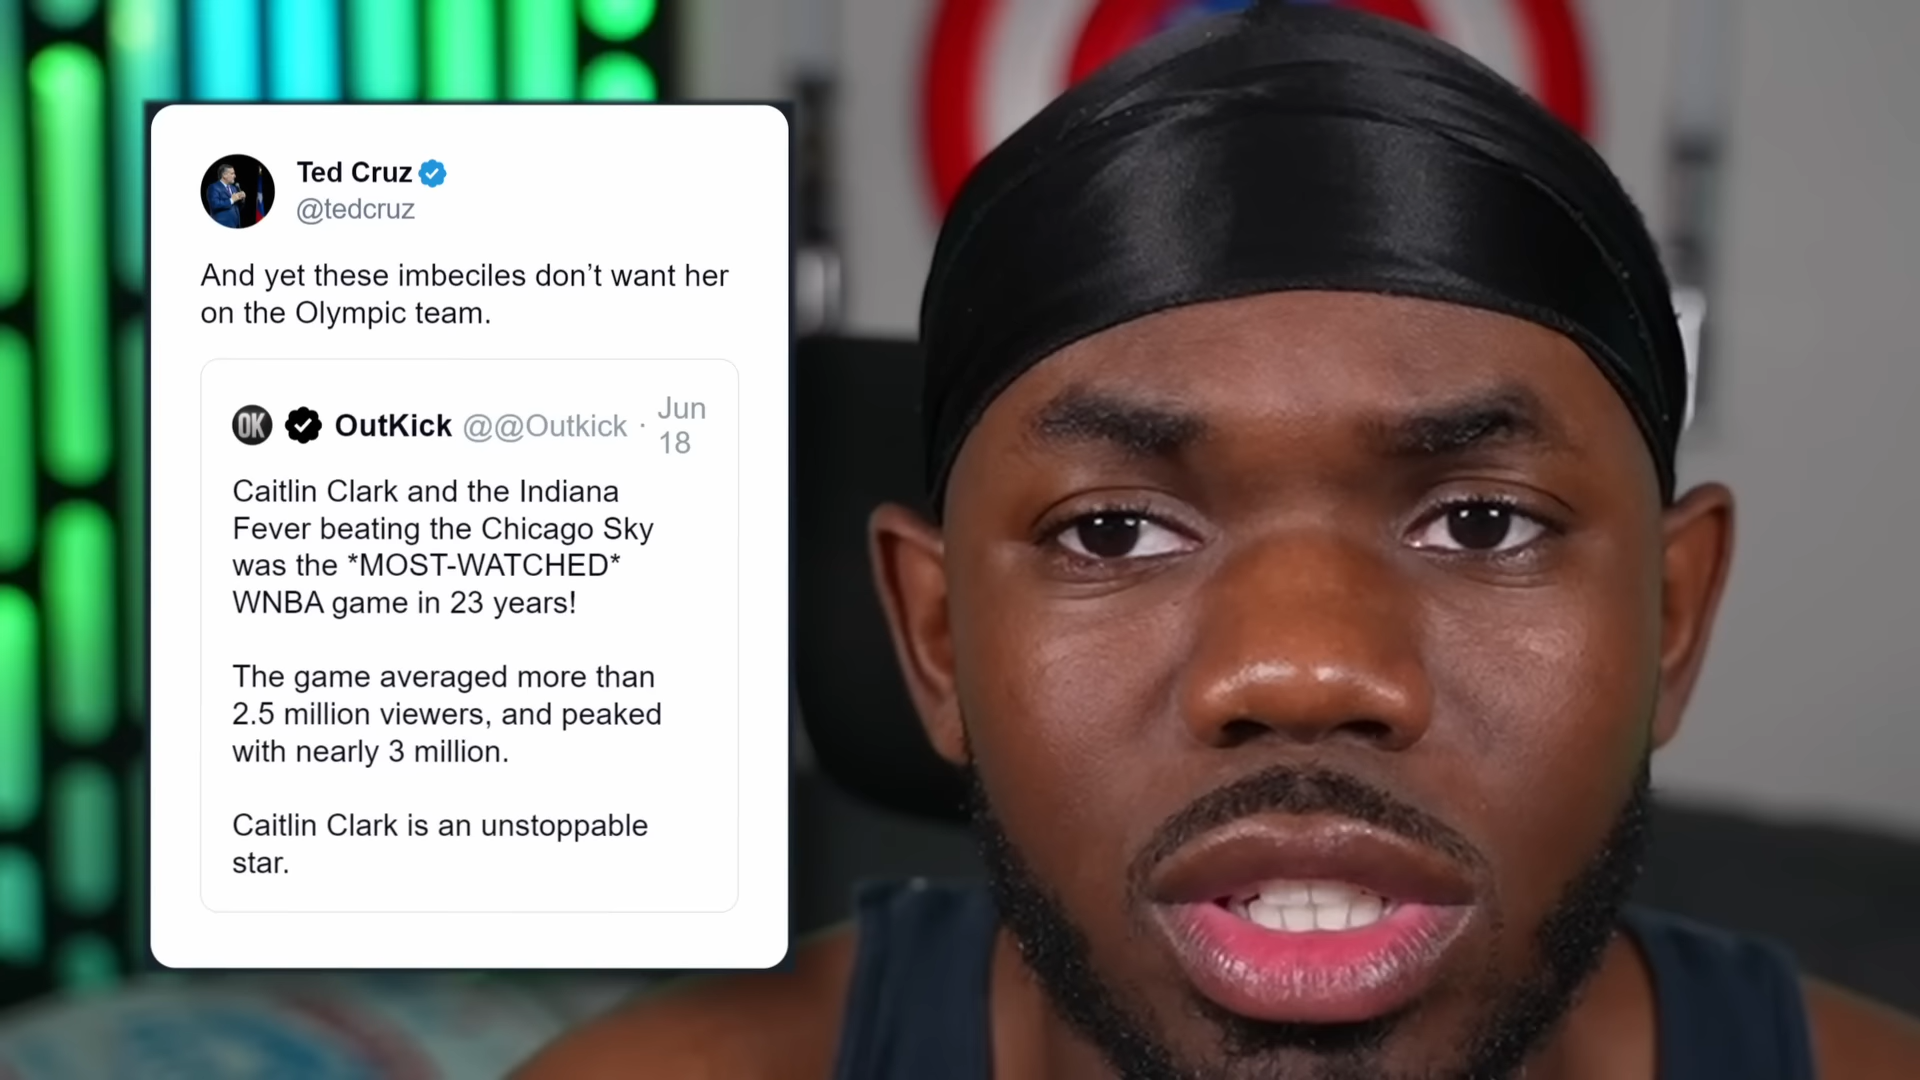 Ted Cruz
@tedcruz
And yet these imbeciles don’t want her
on the Olympic team.
OK OutKick @@Outkick · Jun
18
Caitlin Clark and the Indiana
Fever beating the Chicago Sky
was the *MOST-WATCHED*
WNBA game in 23 years!
The game averaged more than
2.5 million viewers, and peaked
with nearly 3 million.
Caitlin Clark is an unstoppable
star.